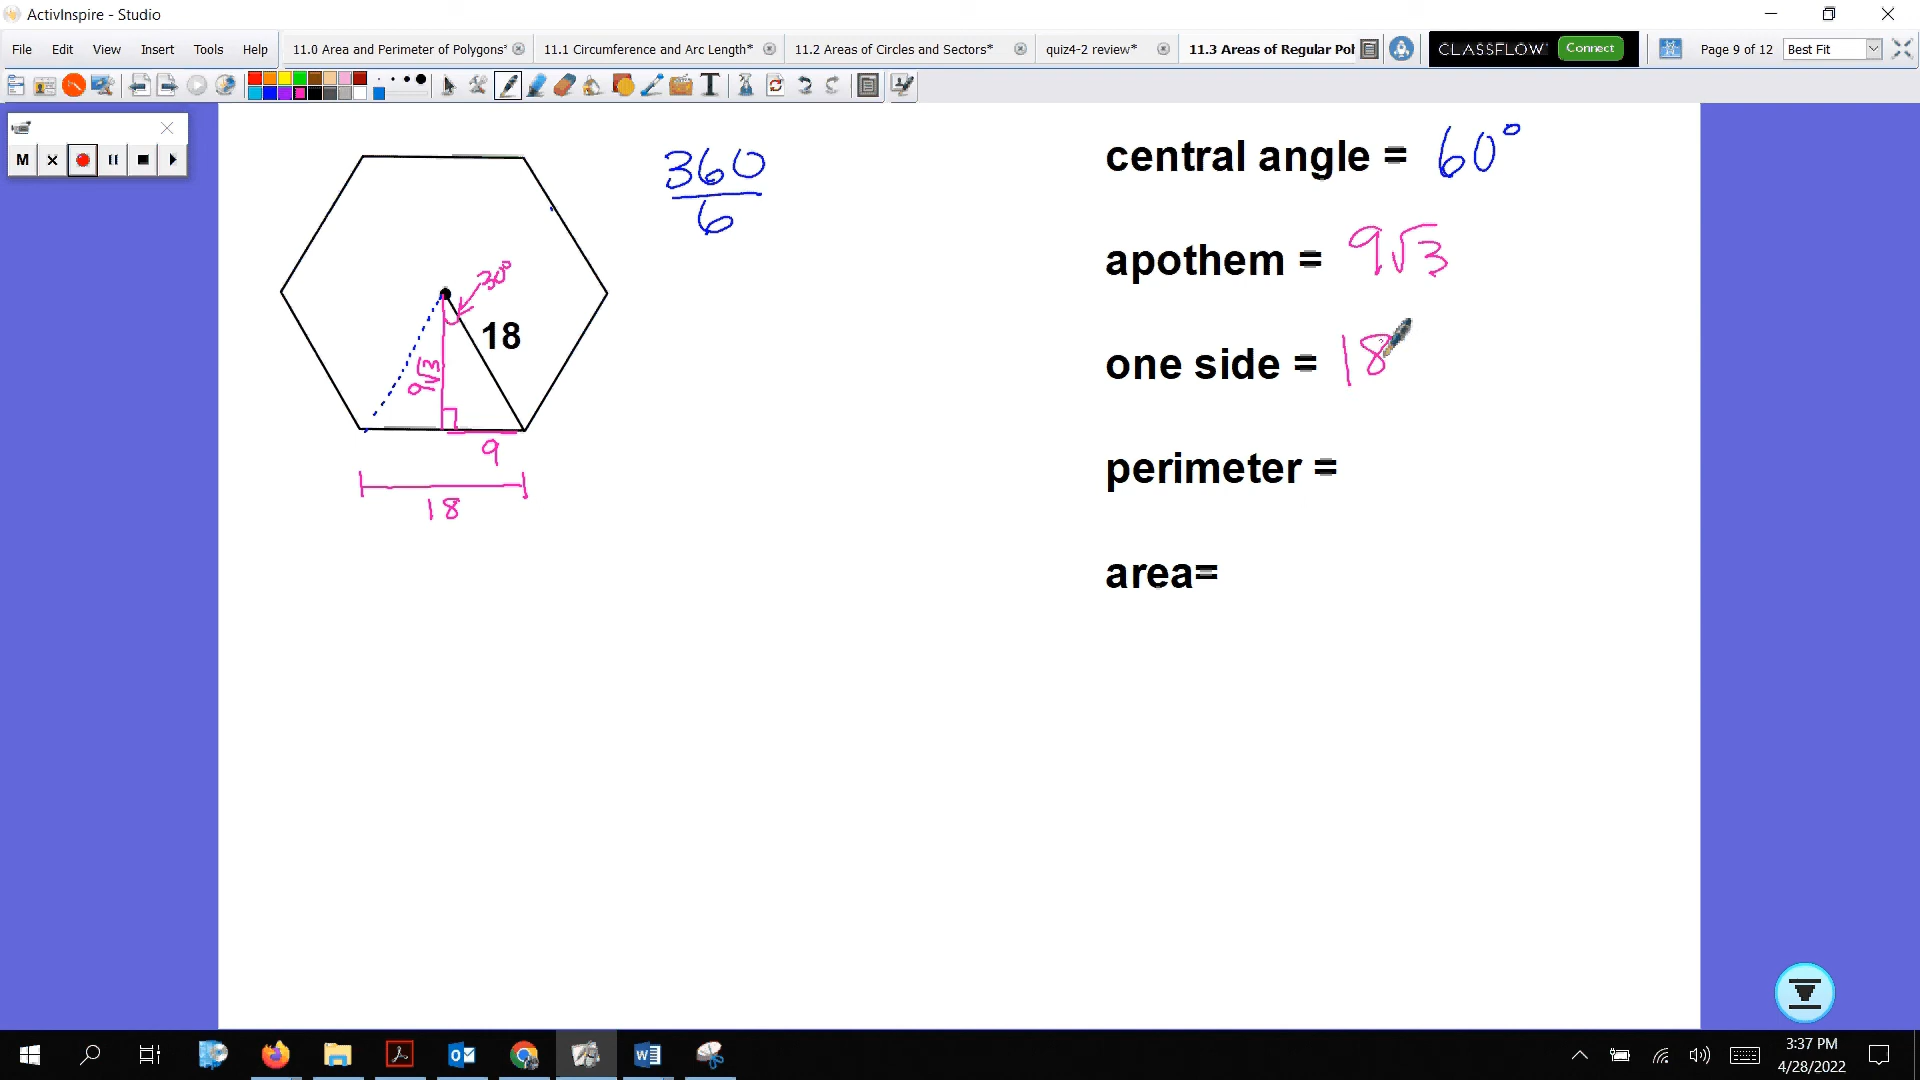 ActivInspire - Studio
File Edit View Insert Tools Help
11.0 Area and Perimeter of Polygons*
11.1 Circumference and Arc Length*
11.2 Areas of Circles and Sectors*
quiz4-2 review*
11.3 Areas of Regular Pol
CLASSFLOW Connect
Page 9 of 12
Best Fit
T
M
360
6
30°
18
9√3
9
18
central angle = 60°
apothem = 9√3
one side = 18
perimeter =
area=
3:37 PM
4/28/2022